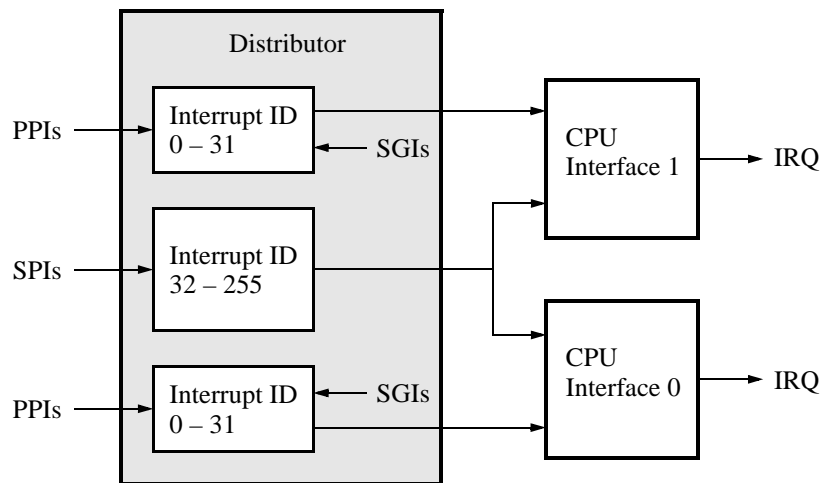 Distributor
PPIs
Interrupt ID
0 – 31
SGIs
CPU
Interface 1
IRQ
SPIs
Interrupt ID
32 – 255
CPU
Interface 0
IRQ
PPIs
Interrupt ID
0 – 31
SGIs